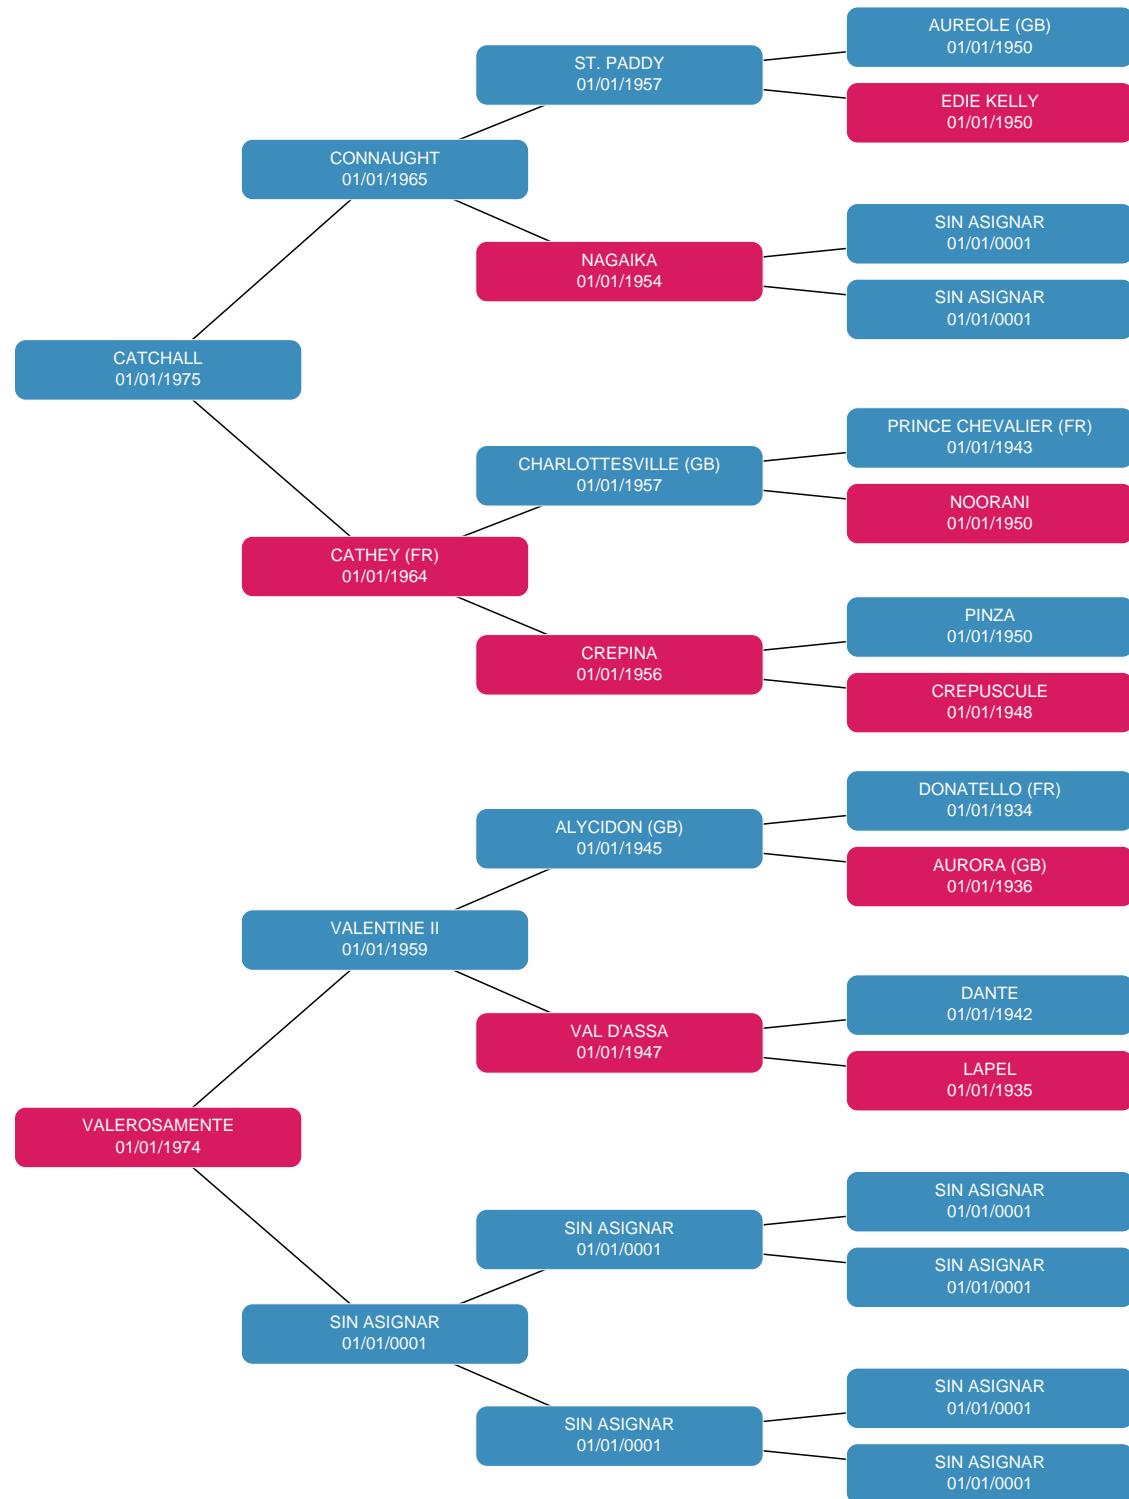 AUREOLE (GB)
01/01/1950
ST. PADDY
01/01/1957
EDIE KELLY
01/01/1950
CONNAUGHT
01/01/1965
SIN ASIGNAR
01/01/0001
NAGAIKA
01/01/1954
SIN ASIGNAR
01/01/0001
CATCHALL
01/01/1975
PRINCE CHEVALIER (FR)
01/01/1943
CHARLOTTESVILLE (GB)
01/01/1957
NOORANI
01/01/1950
CATHEY (FR)
01/01/1964
PINZA
01/01/1950
CREPINA
01/01/1956
CREPUSCULE
01/01/1948
DONATELLO (FR)
01/01/1934
ALYCIDON (GB)
01/01/1945
AURORA (GB)
01/01/1936
VALENTINE II
01/01/1959
DANTE
01/01/1942
VAL D'ASSA
01/01/1947
LAPEL
01/01/1935
VALEROSAMENTE
01/01/1974
SIN ASIGNAR
01/01/0001
SIN ASIGNAR
01/01/0001
SIN ASIGNAR
01/01/0001
SIN ASIGNAR
01/01/0001
SIN ASIGNAR
01/01/0001
SIN ASIGNAR
01/01/0001
SIN ASIGNAR
01/01/0001